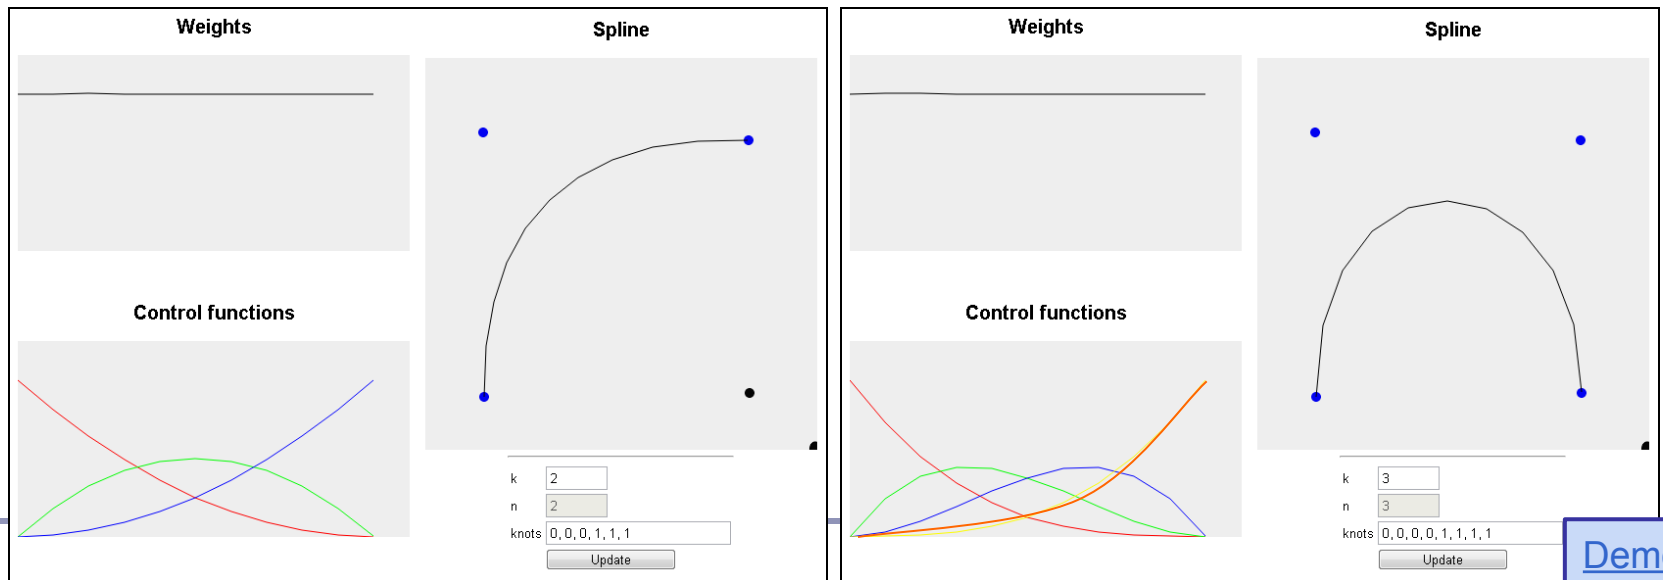 Weights
Spline
Control functions
k 2
n 2
knots 0, 0, 0, 1, 1, 1
Update
Weights
Spline
Control functions
k 3
n 3
knots 0, 0, 0, 0, 1, 1, 1, 1
Update